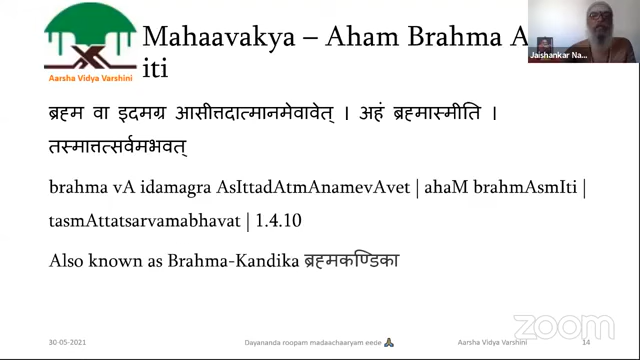 Mahaavakya – Aham Brahma A
iti
Aarsha Vidya Varshini
Jaishankar Na...
ब्रह्म वा इदमग्र आसीत्तदात्मानमेवावेत् । अहं ब्रह्मास्मीति ।
तस्मात्तत्सर्वमभवत्
brahma vA idamagra AsIttadAtmAnamevAvet | ahaM brahmAsmIti |
tasmAttatsarvamabhavat | 1.4.10
Also known as Brahma-Kandika ब्रह्मकण्डिका
30-05-2021
Dayananda roopam madaachaaryam eede 🙏
Aarsha Vidya Varshini
14
zoom